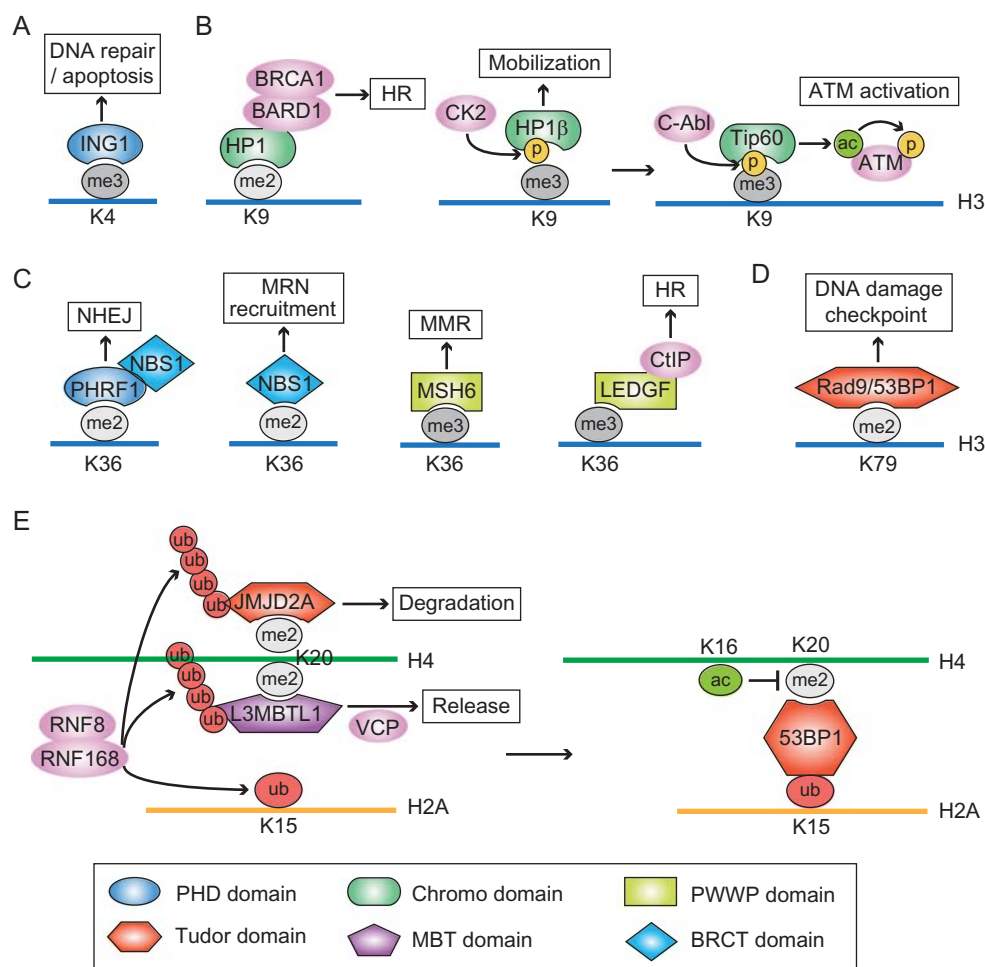 A
DNA repair
/ apoptosis
ING1
me3
K4
B
BRCA1
BARD1
HR
HP1
me2
K9
Mobilization
CK2
HP1β
p
me3
K9
ATM activation
C-Abl
Tip60
p
me3
K9
ac
p
ATM
H3
C
NHEJ
NBS1
PHRF1
me2
K36
MRN
recruitment
NBS1
me2
K36
MMR
MSH6
me3
K36
HR
CtIP
LEDGF
me3
K36
D
DNA damage
checkpoint
Rad9/53BP1
me2
K79
H3
E
ub
ub
ub
ub
JMJD2A
Degradation
me2
K20
H4
ub
ub
ub
ub
me2
L3MBTL1
Release
VCP
RNF8
RNF168
ub
K15
H2A
K16
K20
H4
ac
me2
53BP1
ub
K15
H2A
PHD domain
Chromo domain
PWWP domain
Tudor domain
MBT domain
BRCT domain